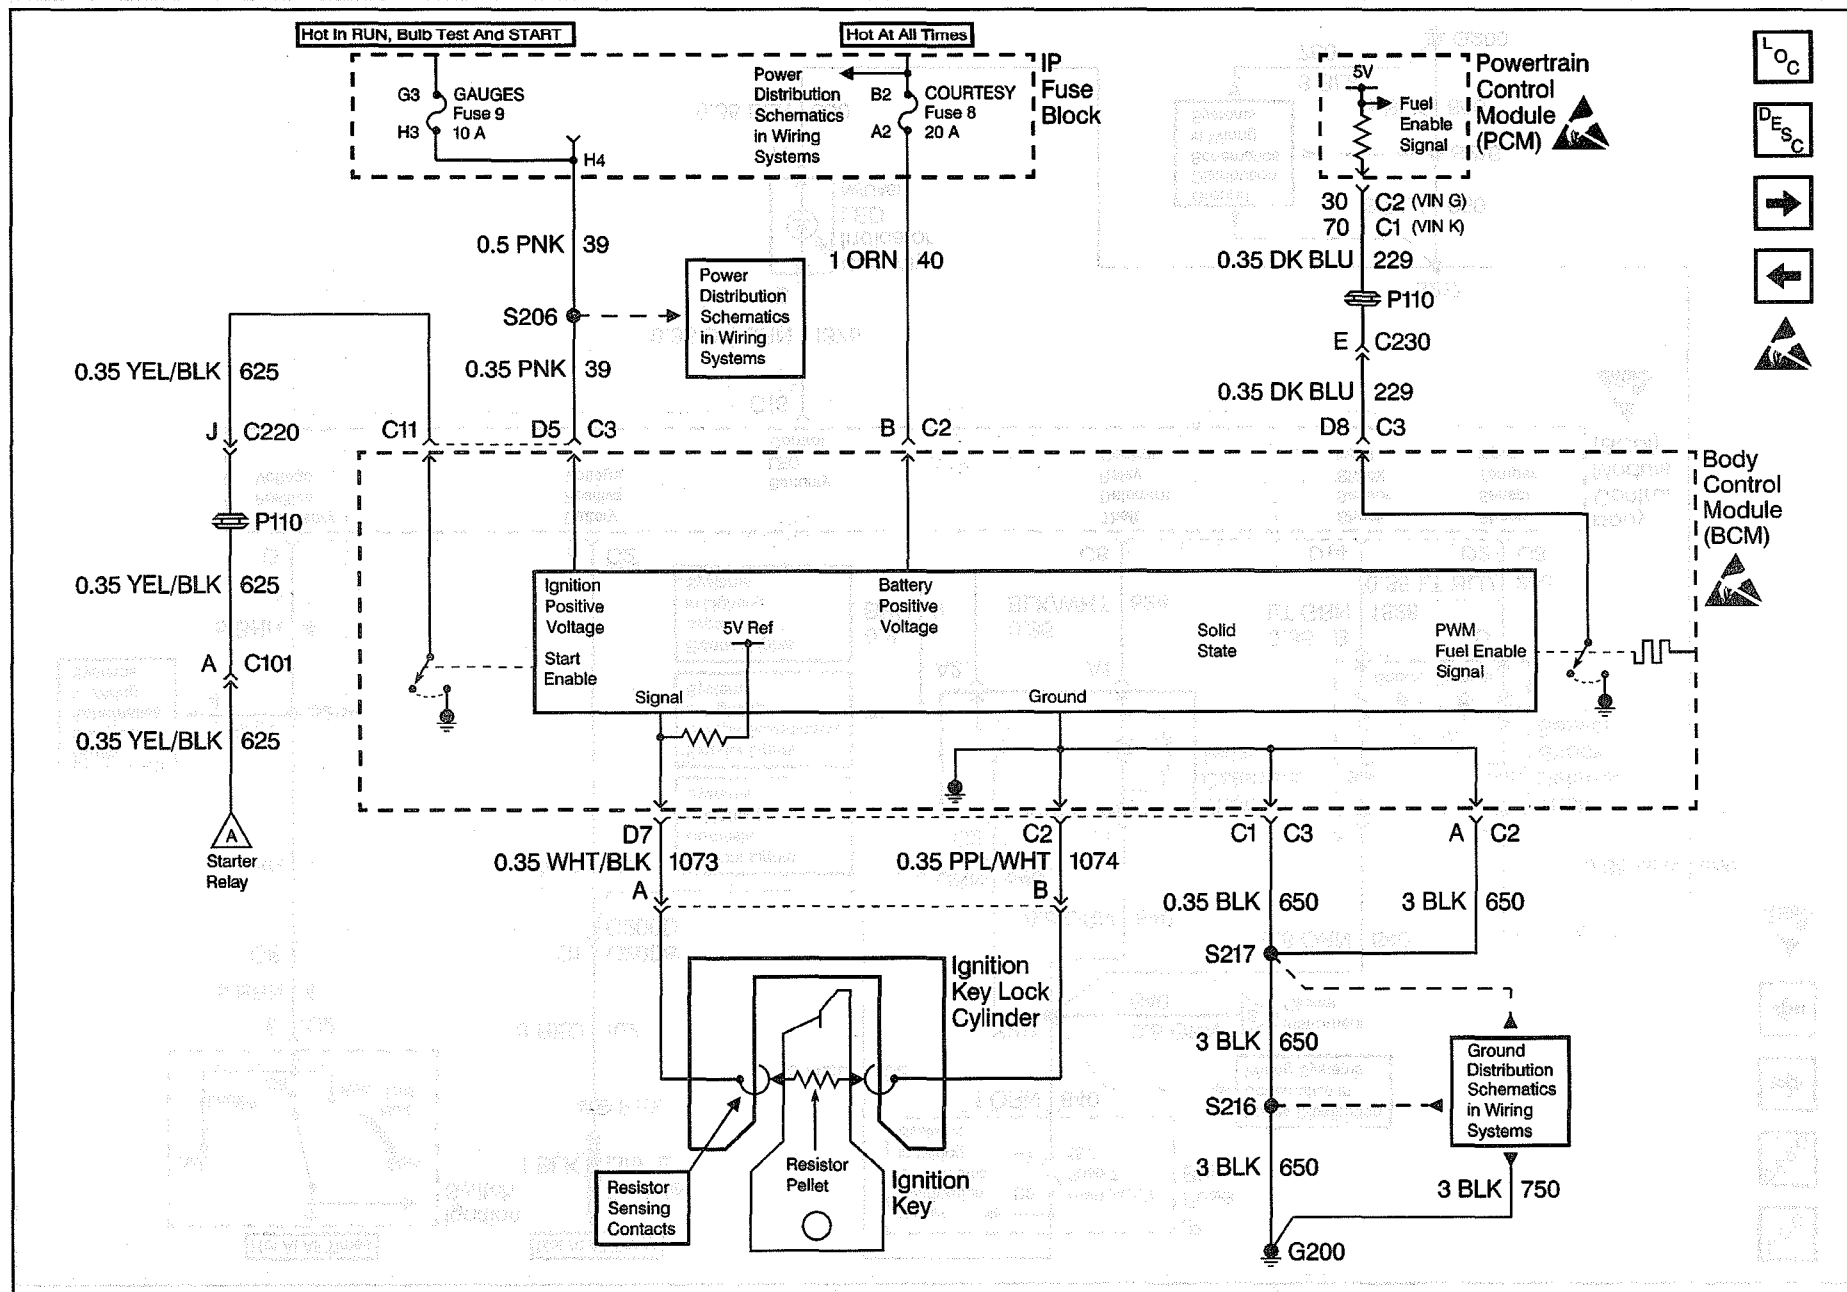 Hot In RUN, Bulb Test And START
Hot At All Times
G3
GAUGES
Fuse 9
10 A
H3
H4
Power
Distribution
Schematics
in Wiring
Systems
B2
COURTESY
Fuse 8
20 A
A2
IP
Fuse
Block
5V
Fuel
Enable
Signal
Powertrain
Control
Module
(PCM)
LOC
DESC
30 C2 (VIN G)
70 C1 (VIN K)
0.5 PNK 39
1 ORN 40
0.35 DK BLU 229
P110
S206
Power
Distribution
Schematics
in Wiring
Systems
E C230
0.35 YEL/BLK 625
0.35 PNK 39
0.35 DK BLU 229
J C220
C11
D5 C3
B C2
D8 C3
Body
Control
Module
(BCM)
P110
0.35 YEL/BLK 625
Ignition
Positive
Voltage
Start
Enable
5V Ref
Signal
Battery
Positive
Voltage
Ground
Solid
State
PWM
Fuel Enable
Signal
A C101
0.35 YEL/BLK 625
A
Starter
Relay
D7
C2
C1 C3
A C2
0.35 WHT/BLK 1073
0.35 PPL/WHT 1074
A
B
0.35 BLK 650
3 BLK 650
S217
Ignition
Key Lock
Cylinder
3 BLK 650
S216
Ground
Distribution
Schematics
in Wiring
Systems
3 BLK 650
3 BLK 750
Resistor
Sensing
Contacts
Resistor
Pellet
Ignition
Key
G200